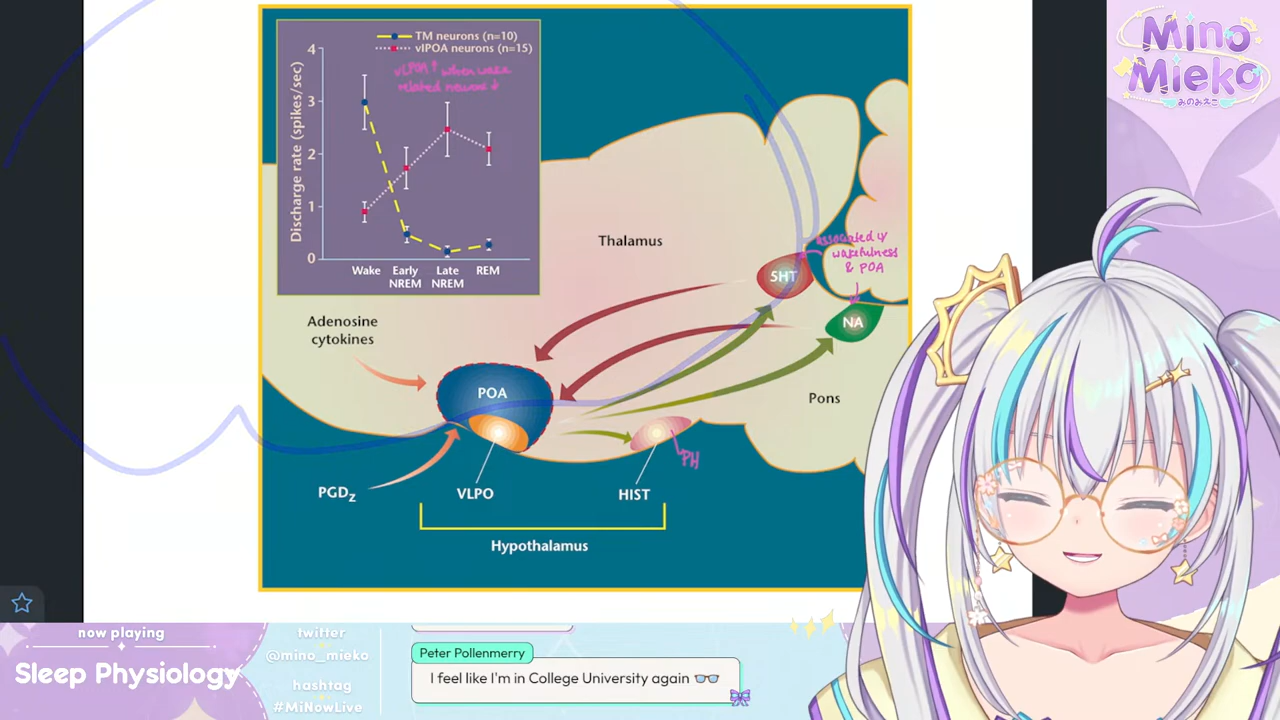 TM neurons (n=10)
vlPOA neurons (n=15)
vLPOA↑ when wake
related neurons ↓
Discharge rate (spikes/sec)
4
3
2
1
0
Wake
Early
NREM
Late
NREM
REM
Thalamus
Adenosine
cytokines
5HT
associated w/
wakefulness
& POA
NA
POA
Pons
PH
PGD2
VLPO
HIST
Hypothalamus
Mino
Mieko
みのみえこ
now playing
Sleep Physiology
twitter
@mino_mieko
hashtag
#MiNowLive
Peter Pollenmerry
I feel like I'm in College University again 👓